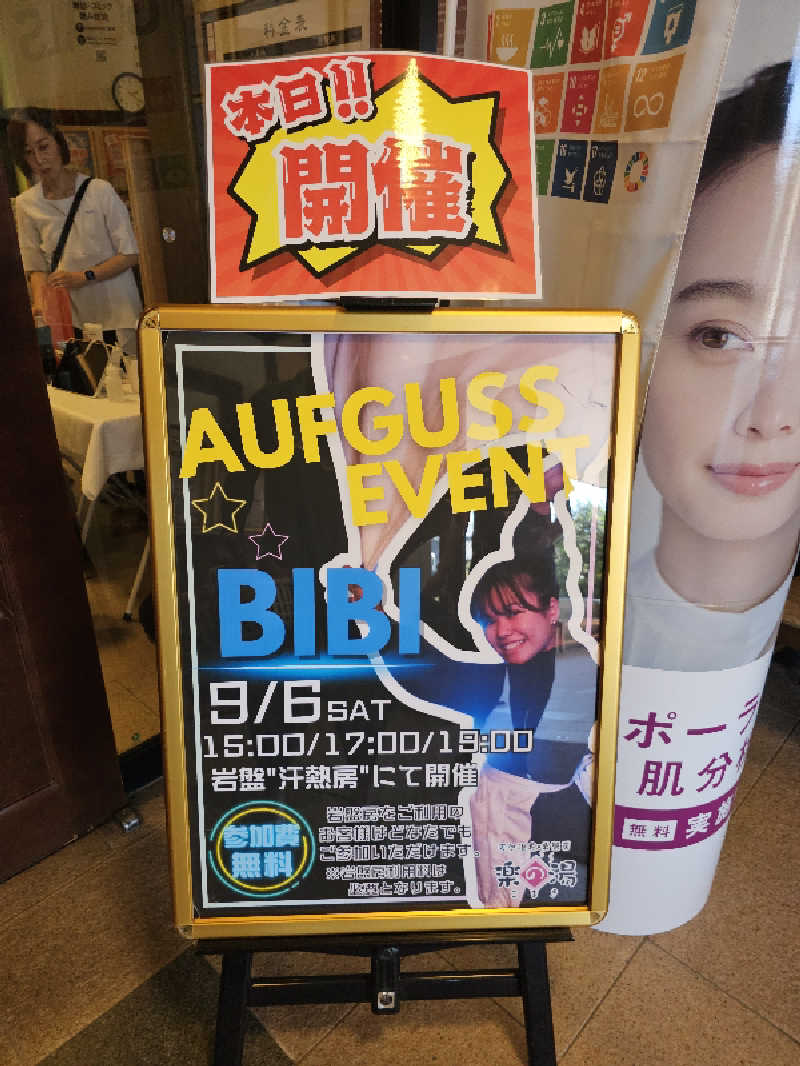 料金表
本日!!
開催
AUFGUSS
EVENT
BIBI
9/6 SAT
15:00/17:00/19:00
岩盤"汗熱房"にて開催
参加費
無料
岩盤房をご利用の
お客様はどなたでも
ご参加いただけます。
※岩盤房利用料は
必要となります。
楽の湯
ポーラ
肌分
無料 実施